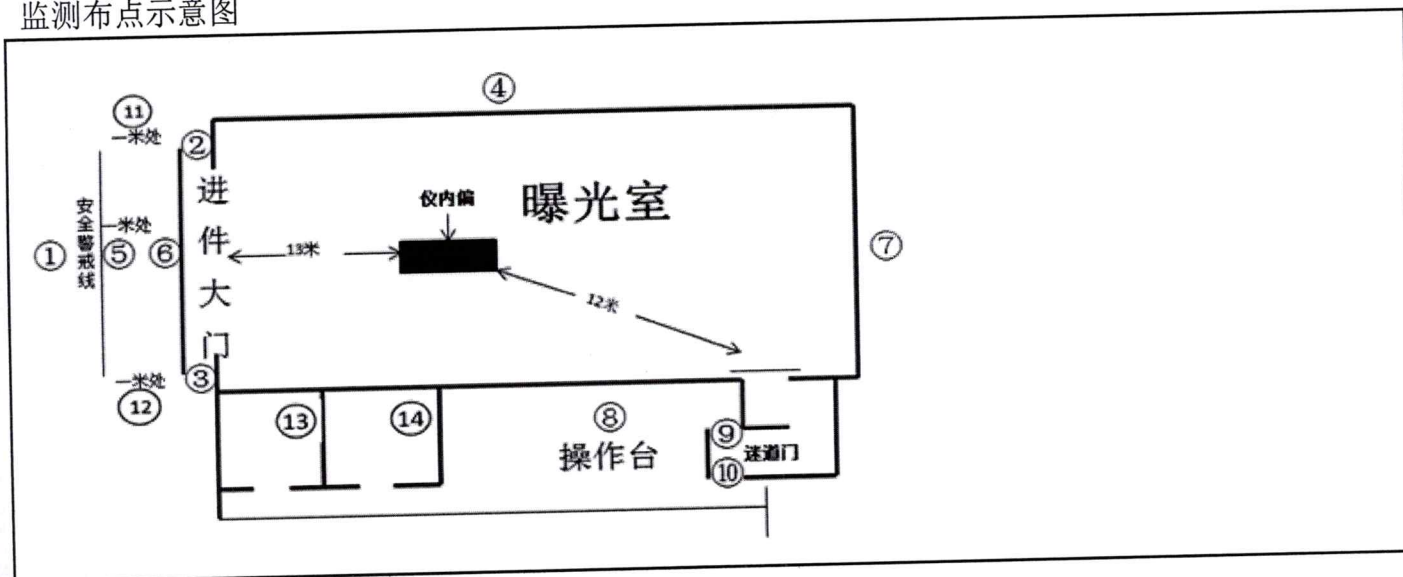 监测布点示意图
④
⑪
一米处
②
进件大门
仪内偏
曝光室
安全警戒线
一米处
①
⑤
⑥
13米
⑦
12米
③
一米处
⑫
⑬
⑭
⑧
操作台
⑨
迷道门
⑩